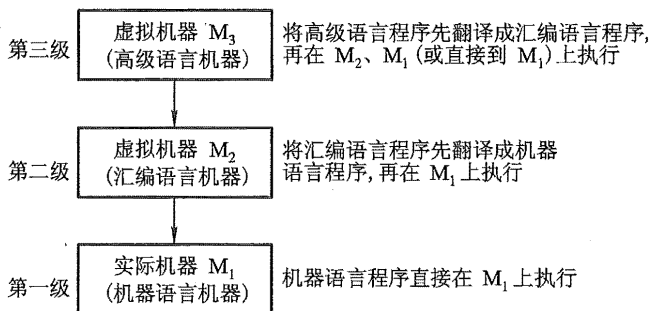 第三级
虚拟机器 M₃
(高级语言机器)
将高级语言程序先翻译成汇编语言程序,
再在 M₂、M₁ (或直接到 M₁) 上执行
第二级
虚拟机器 M₂
(汇编语言机器)
将汇编语言程序先翻译成机器
语言程序,再在 M₁ 上执行
第一级
实际机器 M₁
(机器语言机器)
机器语言程序直接在 M₁ 上执行